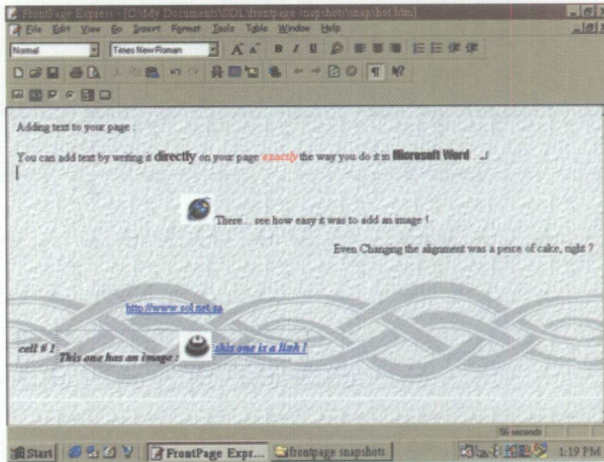 FrontPage Express - [C:\My Documents\SOL\frontpage snapshots\snapshot.htm]
File Edit View Go Insert Format Tools Table Window Help
Normal Times New Roman
Adding text to your page :
You can add text by writing it directly on your page exactly the way you do it in Microsoft Word ...!
There... see how easy it was to add an image !
Even Changing the alignment was a peice of cake, right ?
http://www.sol.net.sa
cell # 1 This one has an image : this one is a link !
56 seconds
Start FrontPage Expr... frontpage snapshots 1:19 PM